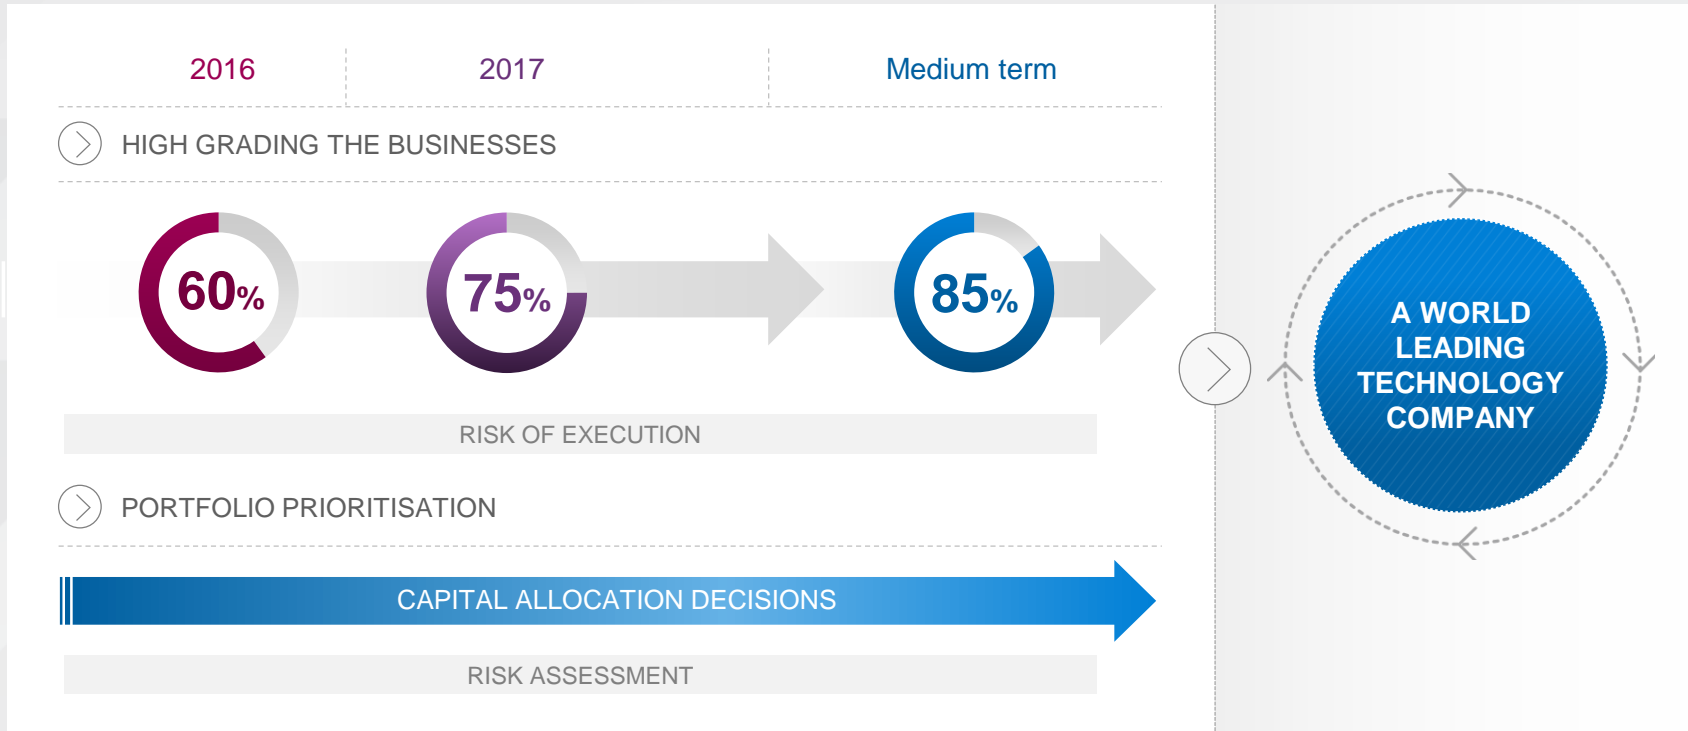 2016
2017
Medium term
HIGH GRADING THE BUSINESSES
60%
75%
85%
RISK OF EXECUTION
PORTFOLIO PRIORITISATION
CAPITAL ALLOCATION DECISIONS
RISK ASSESSMENT
A WORLD
LEADING
TECHNOLOGY
COMPANY